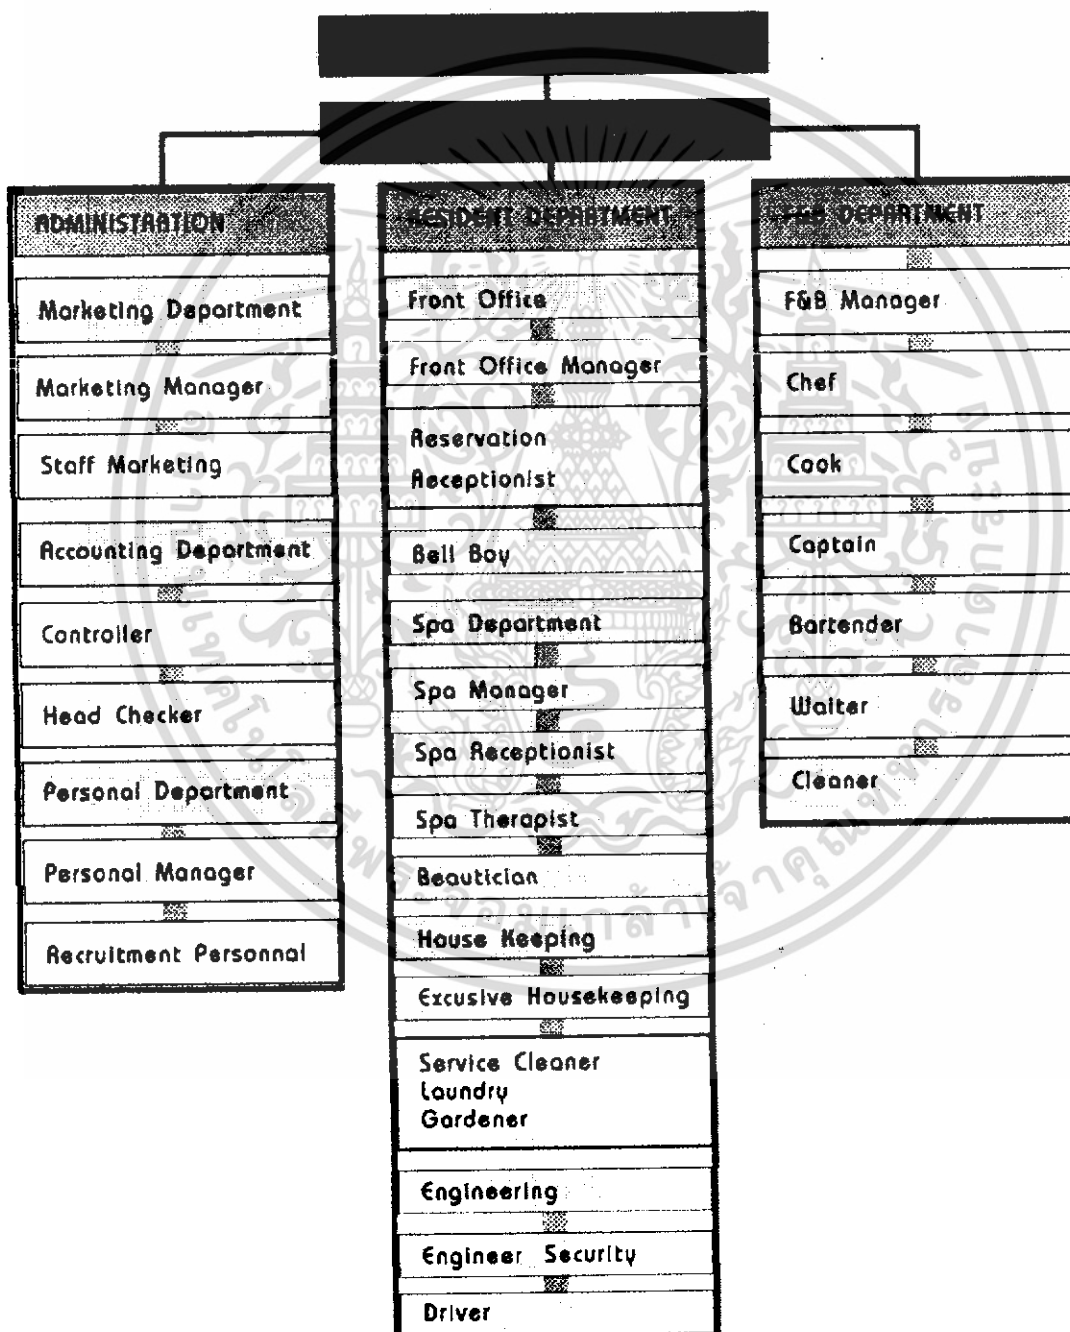 ADMINISTRATION
Marketing Department
Marketing Manager
Staff Marketing
Accounting Department
Controller
Head Checker
Personal Department
Personal Manager
Recruitment Personnal
RESIDENT DEPARTMENT
Front Office
Front Office Manager
Reservation
Receptionist
Bell Boy
Spa Department
Spa Manager
Spa Receptionist
Spa Therapist
Beautician
House Keeping
Excusive Housekeeping
Service Cleaner
Laundry
Gardener
Engineering
Engineer Security
Driver
F&B DEPARTMENT
F&B Manager
Chef
Cook
Captain
Bartender
Waiter
Cleaner